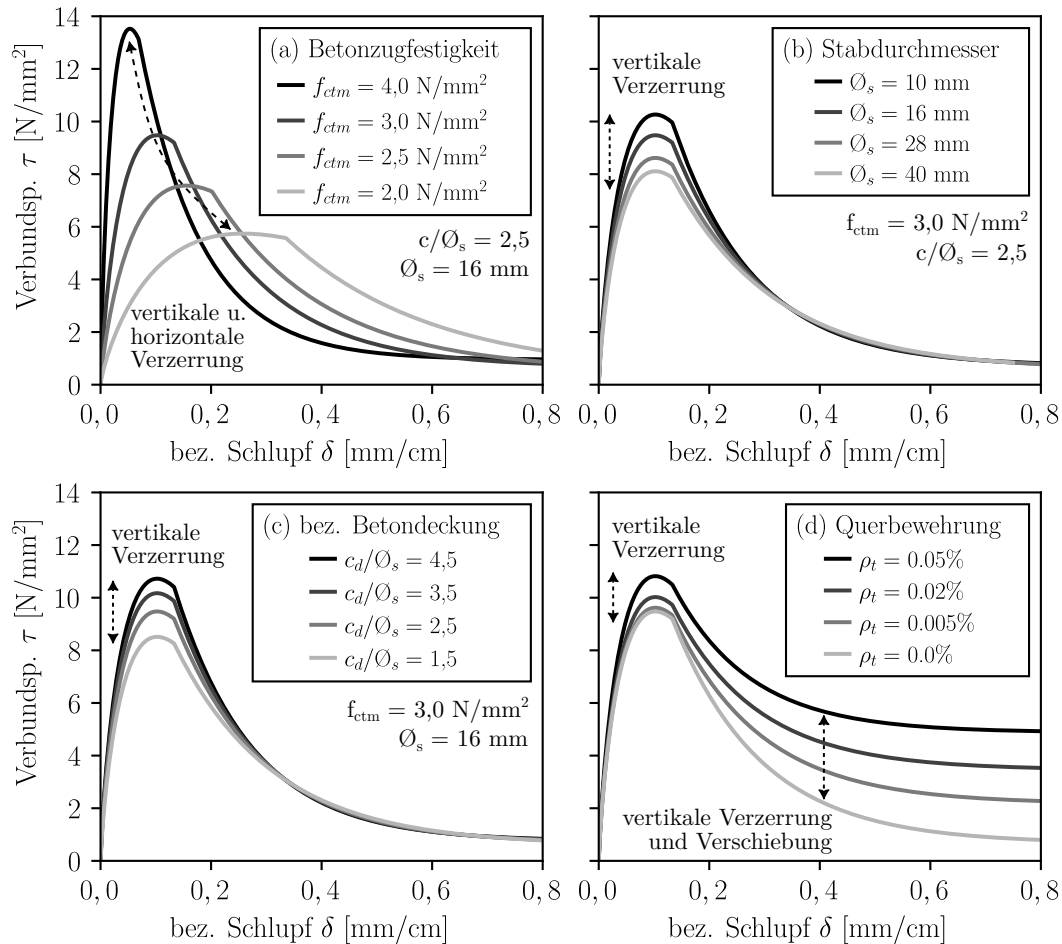 Verbundsp. τ [N/mm²]
14
12
10
8
6
4
2
0
(a) Betonzugfestigkeit
f_ctm = 4,0 N/mm²
f_ctm = 3,0 N/mm²
f_ctm = 2,5 N/mm²
f_ctm = 2,0 N/mm²
c/Ø_s = 2,5
Ø_s = 16 mm
vertikale u.
horizontale
Verzerrung
0,0 0,2 0,4 0,6 0,8
bez. Schlupf δ [mm/cm]
(b) Stabdurchmesser
Ø_s = 10 mm
Ø_s = 16 mm
Ø_s = 28 mm
Ø_s = 40 mm
vertikale
Verzerrung
f_ctm = 3,0 N/mm²
c/Ø_s = 2,5
0,0 0,2 0,4 0,6 0,8
bez. Schlupf δ [mm/cm]
Verbundsp. τ [N/mm²]
14
12
10
8
6
4
2
0
(c) bez. Betondeckung
c_d/Ø_s = 4,5
c_d/Ø_s = 3,5
c_d/Ø_s = 2,5
c_d/Ø_s = 1,5
vertikale
Verzerrung
f_ctm = 3,0 N/mm²
Ø_s = 16 mm
0,0 0,2 0,4 0,6 0,8
bez. Schlupf δ [mm/cm]
(d) Querbewehrung
ρ_t = 0.05%
ρ_t = 0.02%
ρ_t = 0.005%
ρ_t = 0.0%
vertikale
Verzerrung
vertikale Verzerrung
und Verschiebung
0,0 0,2 0,4 0,6 0,8
bez. Schlupf δ [mm/cm]